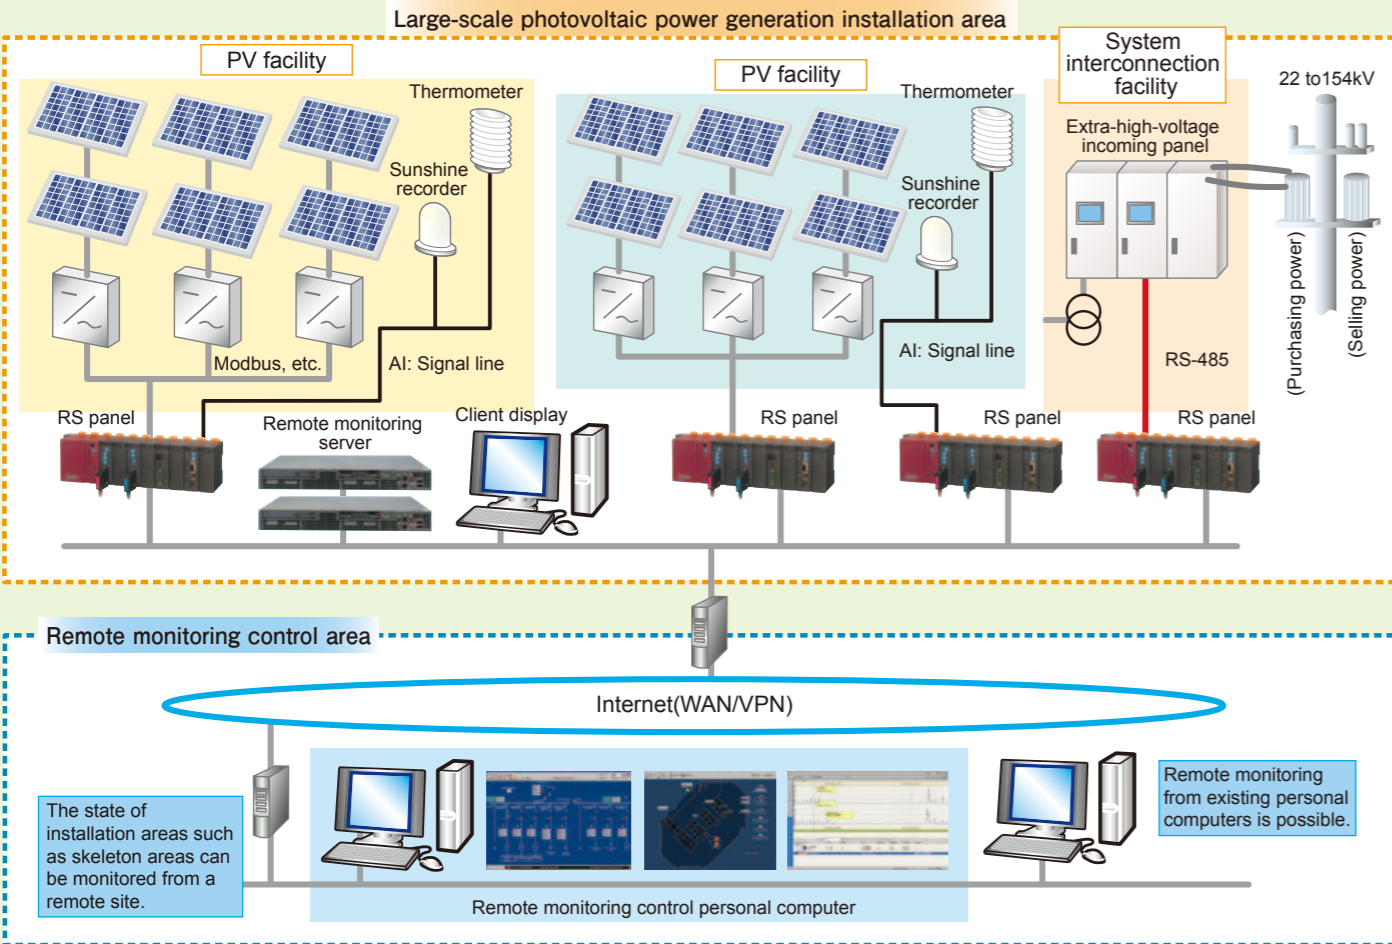 Large-scale photovoltaic power generation installation area
PV facility
Thermometer
Sunshine
recorder
Modbus, etc.
AI: Signal line
PV facility
Thermometer
Sunshine
recorder
AI: Signal line
System
interconnection
facility
Extra-high-voltage
incoming panel
22 to154kV
(Purchasing power)
(Selling power)
RS-485
RS panel
Remote monitoring
server
Client display
RS panel
RS panel
RS panel
Remote monitoring control area
Internet(WAN/VPN)
The state of
installation areas such
as skeleton areas can
be monitored from a
remote site.
Remote monitoring
from existing personal
computers is possible.
Remote monitoring control personal computer